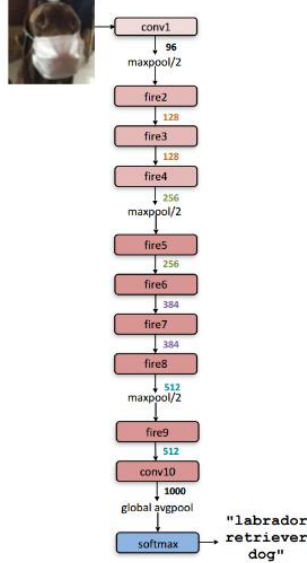 conv1
96
maxpool/2
fire2
128
fire3
128
fire4
256
maxpool/2
fire5
256
fire6
384
fire7
384
fire8
512
maxpool/2
fire9
512
conv10
1000
global avgpool
softmax
"labrador
retriever
dog"